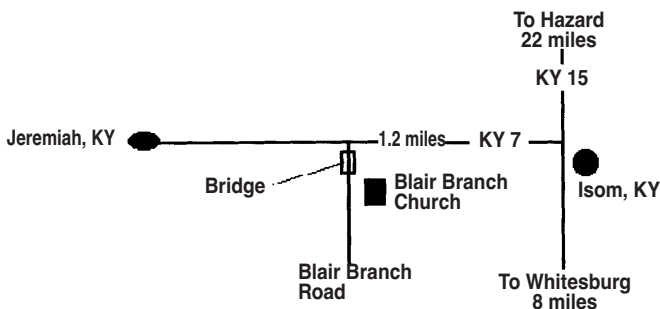 To Hazard
22 miles
KY 15
Jeremiah, KY
1.2 miles
KY 7
Bridge
Blair Branch
Church
Isom, KY
Blair Branch
Road
To Whitesburg
8 miles